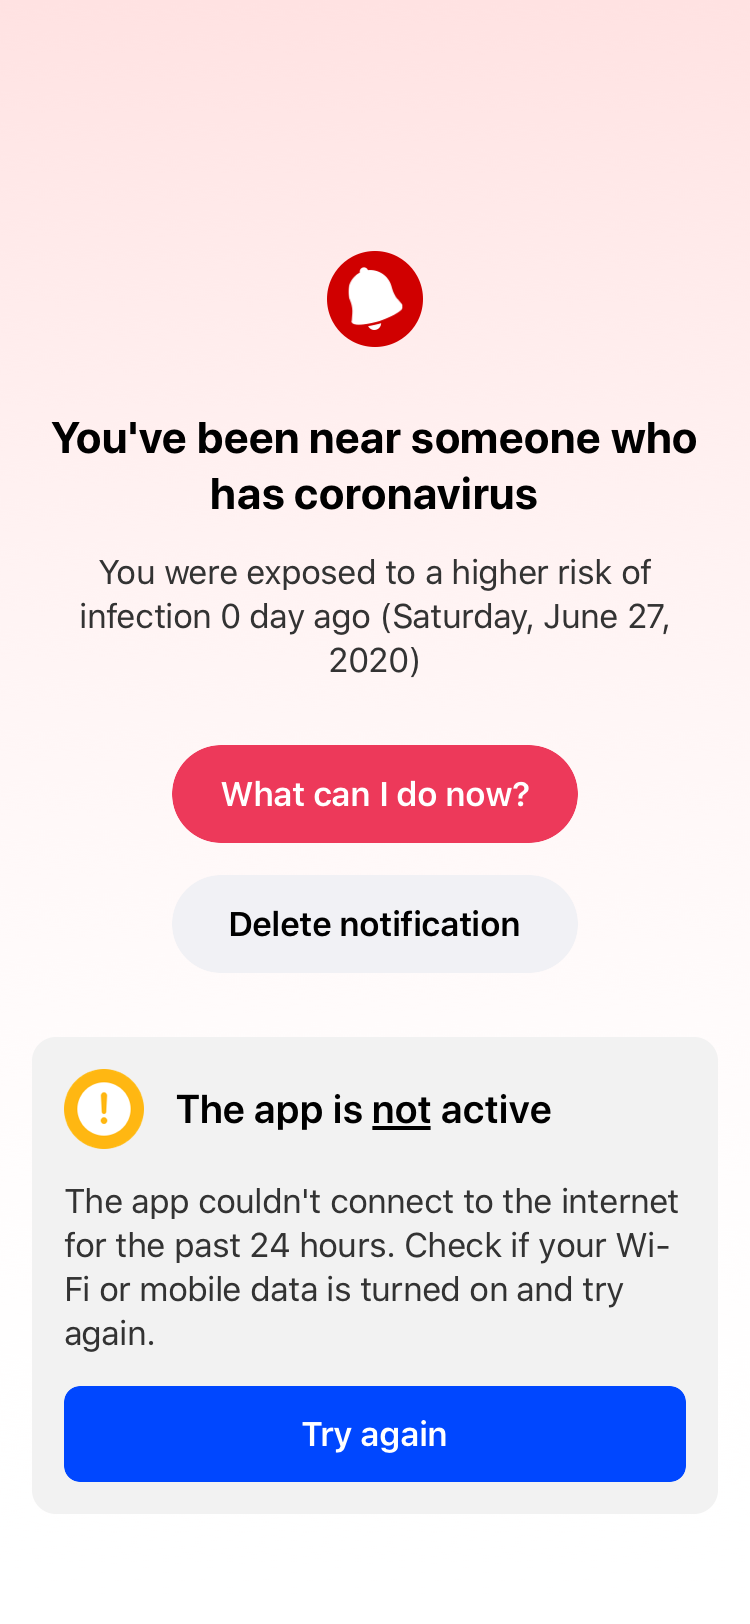 You've been near someone who
has coronavirus
You were exposed to a higher risk of
infection 0 day ago (Saturday, June 27,
2020)
What can I do now?
Delete notification
The app is not active
The app couldn't connect to the internet
for the past 24 hours. Check if your Wi-
Fi or mobile data is turned on and try
again.
Try again